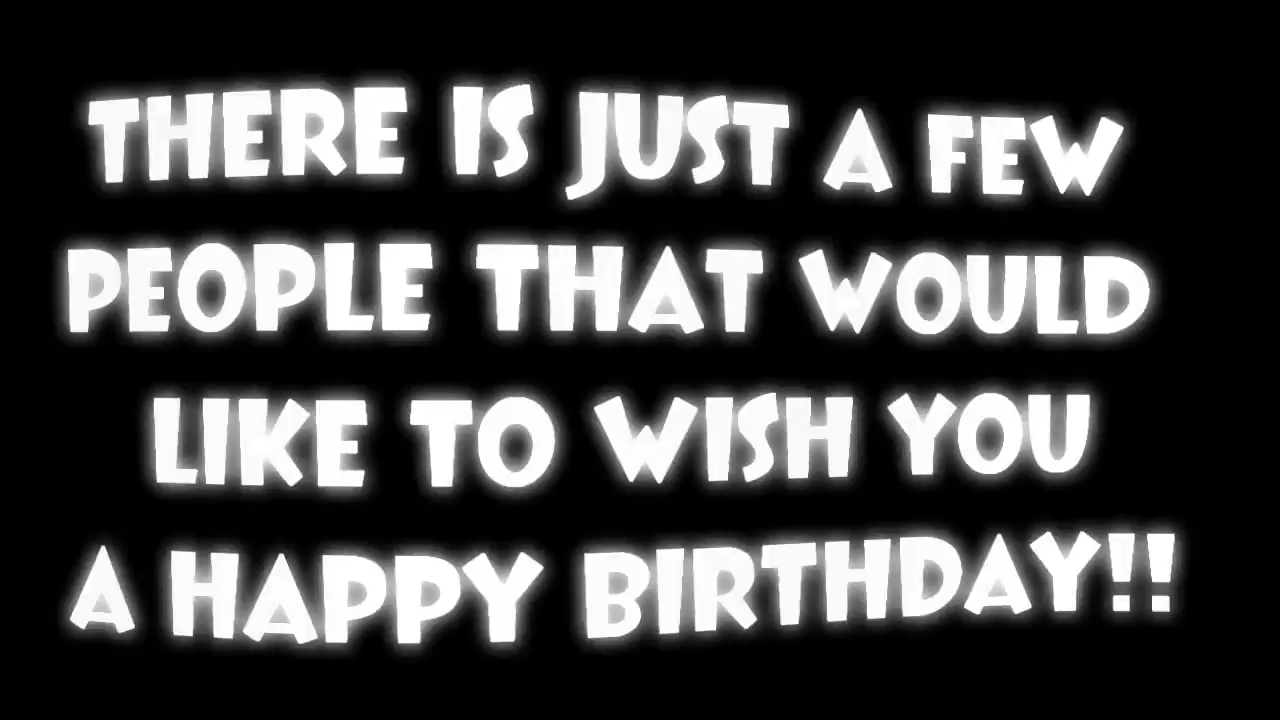 THERE IS JUST A FEW
PEOPLE THAT WOULD
LIKE TO WISH YOU
A HAPPY BIRTHDAY!!